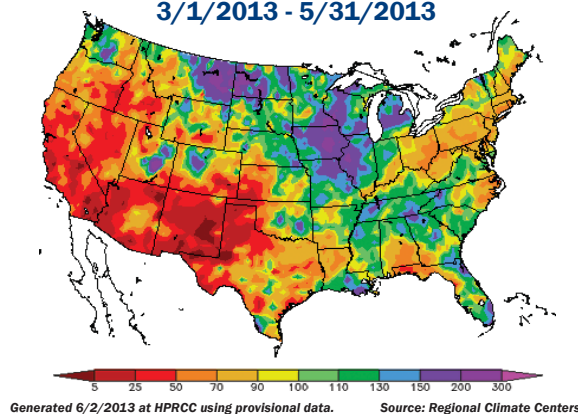 3/1/2013 - 5/31/2013
5 25 50 70 90 100 110 130 150 200 300
Generated 6/2/2013 at HPRCC using provisional data. Source: Regional Climate Centers